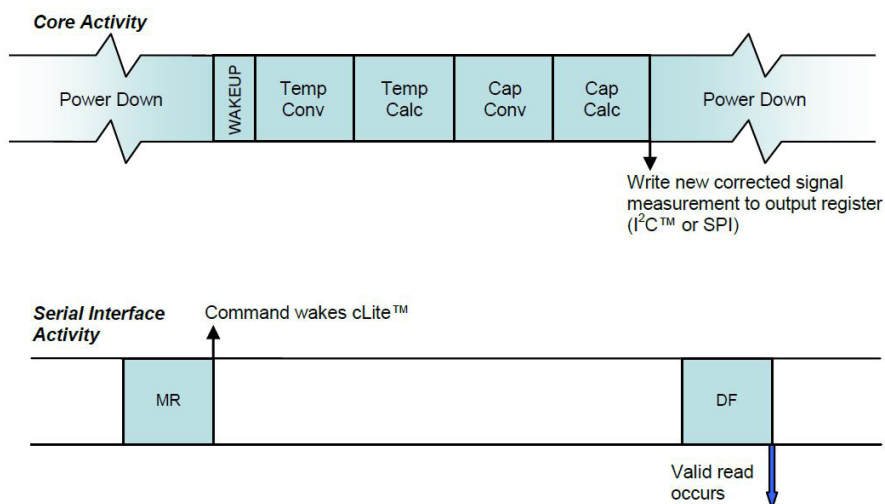 Core Activity
Power Down
WAKEUP
Temp
Conv
Temp
Calc
Cap
Conv
Cap
Calc
Power Down
Write new corrected signal
measurement to output register
(I²C™ or SPI)
Serial Interface
Activity
Command wakes cLite™
MR
DF
Valid read
occurs